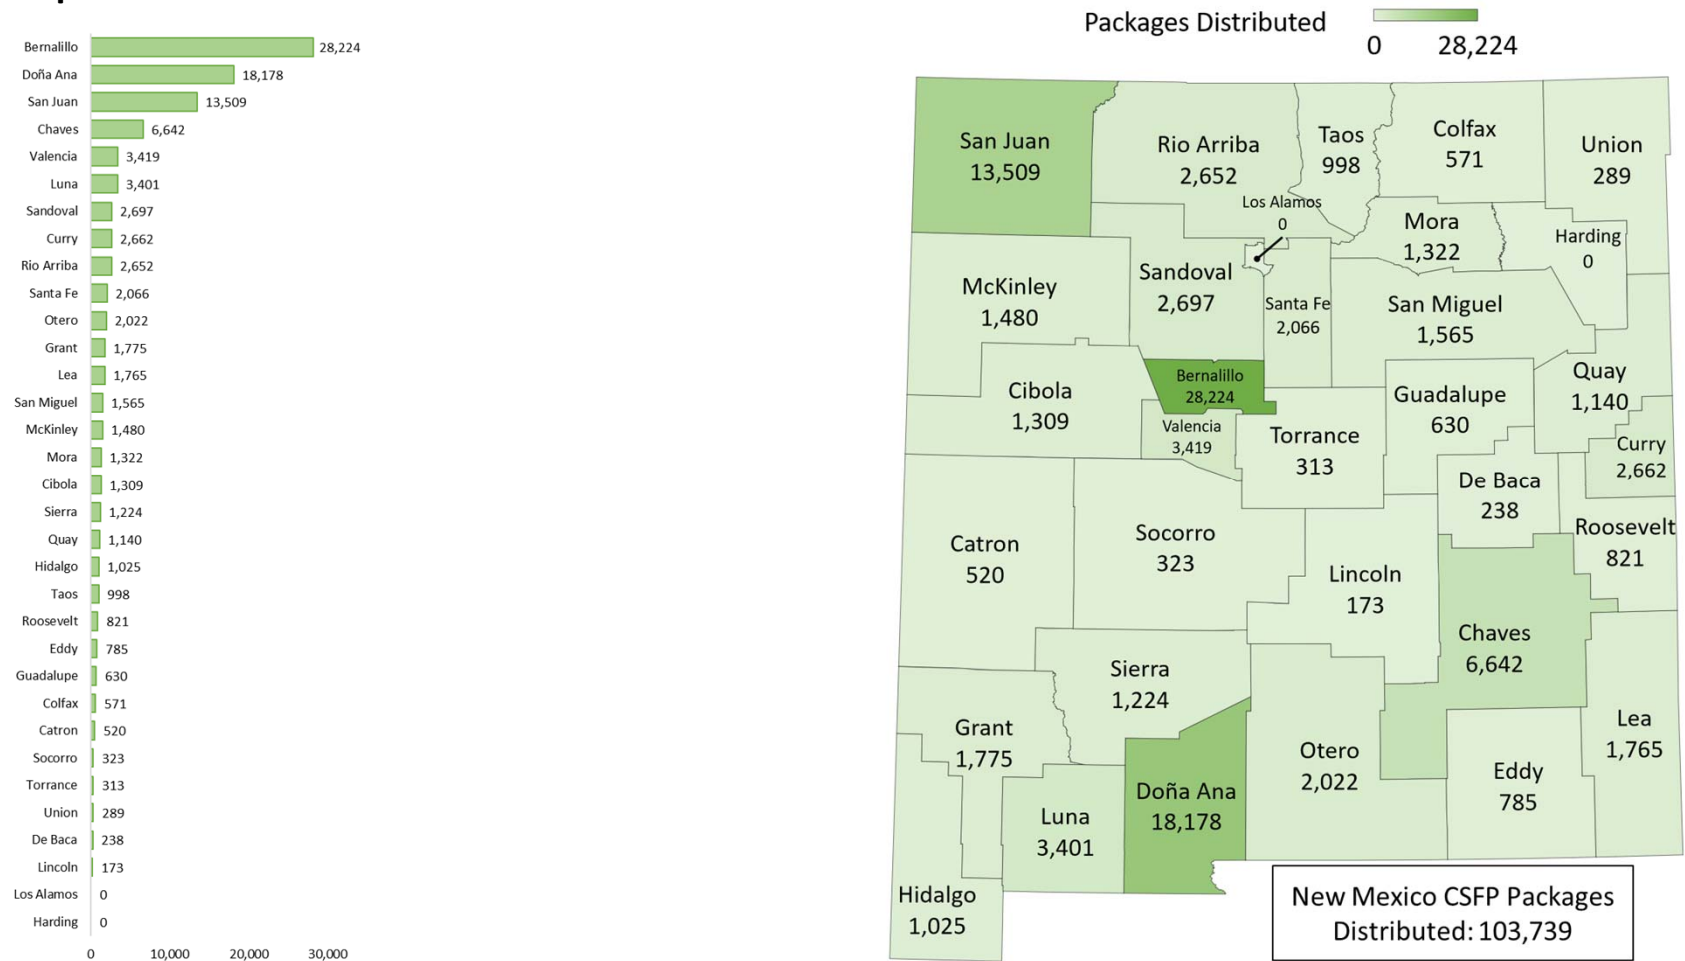 Bernalillo 28,224
Doña Ana 18,178
San Juan 13,509
Chaves 6,642
Valencia 3,419
Luna 3,401
Sandoval 2,697
Curry 2,662
Rio Arriba 2,652
Santa Fe 2,066
Otero 2,022
Grant 1,775
Lea 1,765
San Miguel 1,565
McKinley 1,480
Mora 1,322
Cibola 1,309
Sierra 1,224
Quay 1,140
Hidalgo 1,025
Taos 998
Roosevelt 821
Eddy 785
Guadalupe 630
Colfax 571
Catron 520
Socorro 323
Torrance 313
Union 289
De Baca 238
Lincoln 173
Los Alamos 0
Harding 0
0 10,000 20,000 30,000
Packages Distributed
0 28,224
San Juan
13,509
Rio Arriba
2,652
Taos
998
Colfax
571
Union
289
Los Alamos
0
Mora
1,322
Harding
0
McKinley
1,480
Sandoval
2,697
Santa Fe
2,066
San Miguel
1,565
Quay
1,140
Cibola
1,309
Bernalillo
28,224
Valencia
3,419
Torrance
313
Guadalupe
630
Curry
2,662
De Baca
238
Roosevelt
821
Catron
520
Socorro
323
Lincoln
173
Chaves
6,642
Sierra
1,224
Grant
1,775
Lea
1,765
Otero
2,022
Eddy
785
Doña Ana
18,178
Luna
3,401
Hidalgo
1,025
New Mexico CSFP Packages
Distributed: 103,739